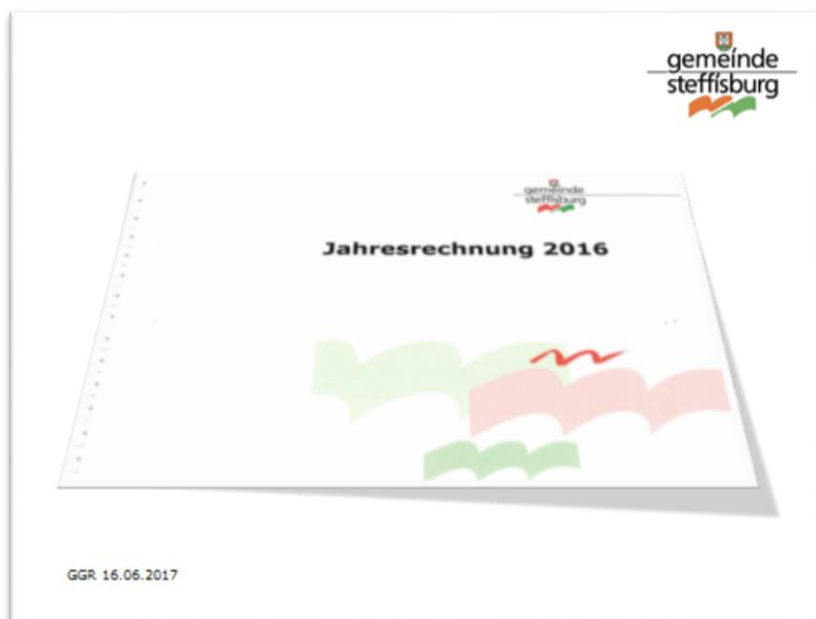 gemeinde
steffisburg
gemeinde
steffisburg
Jahresrechnung 2016
GGR 16.06.2017